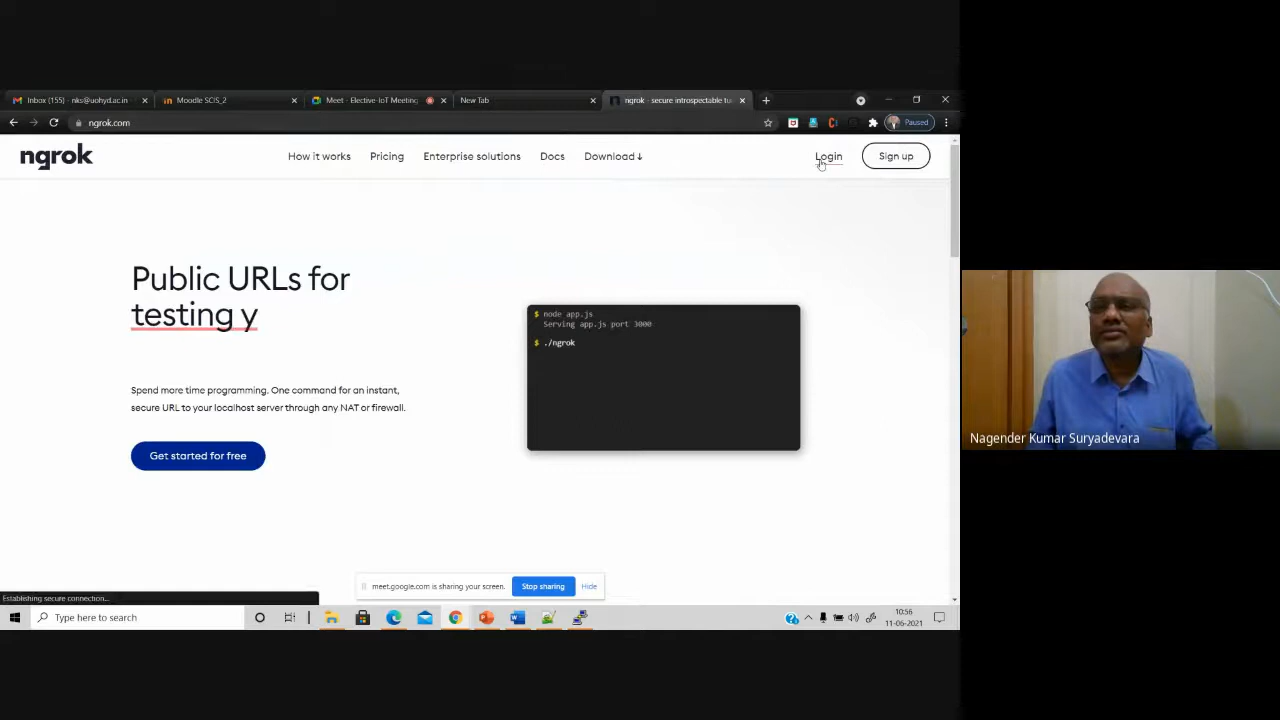 Inbox (155) - nks@uohyd.ac.in
Moodle SCIS_2
Meet - Elective-IoT Meeting
New Tab
ngrok - secure introspectable tu
ngrok.com
Paused
ngrok
How it works
Pricing
Enterprise solutions
Docs
Download↓
Login
Sign up
Public URLs for
testing y
$ node app.js
Serving app.js port 3000
$ ./ngrok
Spend more time programming. One command for an instant,
secure URL to your localhost server through any NAT or firewall.
Get started for free
Nagender Kumar Suryadevara
meet.google.com is sharing your screen.
Stop sharing
Hide
Establishing secure connection...
Type here to search
10:56
11-06-2021